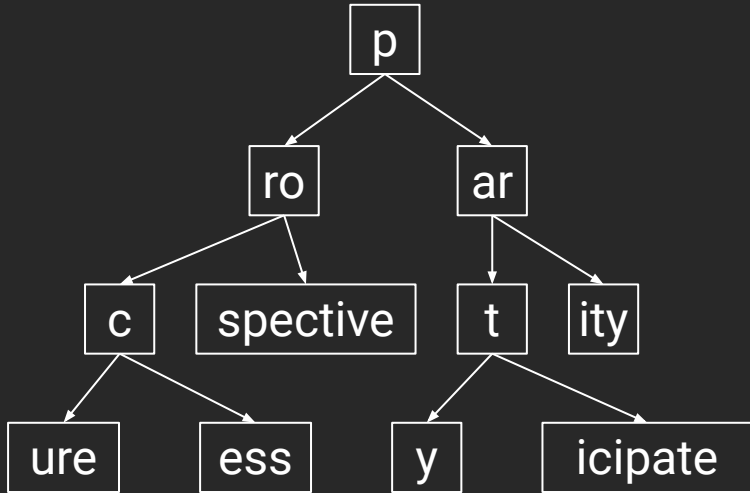 p
ro ar
c spective t ity
ure ess y icipate